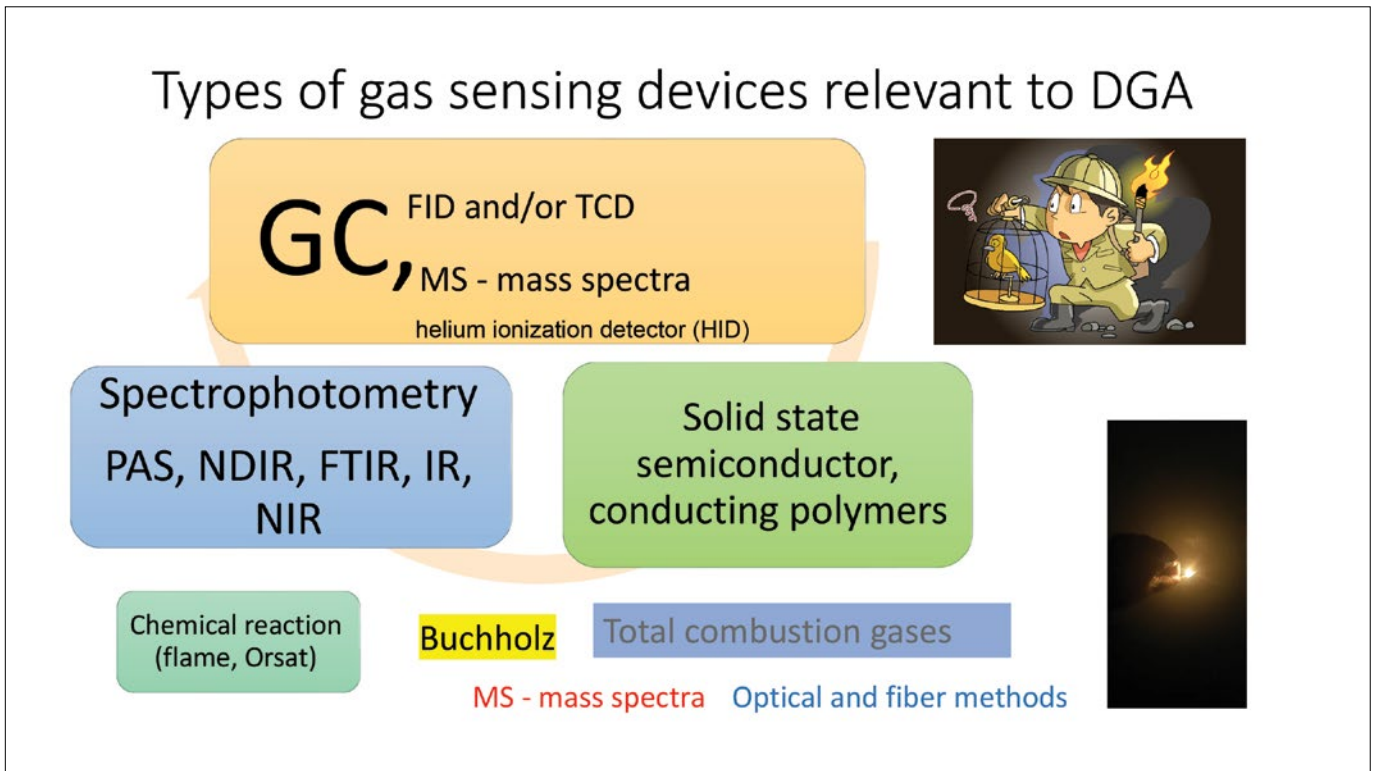 Types of gas sensing devices relevant to DGA
GC, FID and/or TCD
MS - mass spectra
helium ionization detector (HID)
Spectrophotometry
PAS, NDIR, FTIR, IR,
NIR
Solid state
semiconductor,
conducting polymers
Chemical reaction
(flame, Orsat)
Buchholz
Total combustion gases
MS - mass spectra
Optical and fiber methods